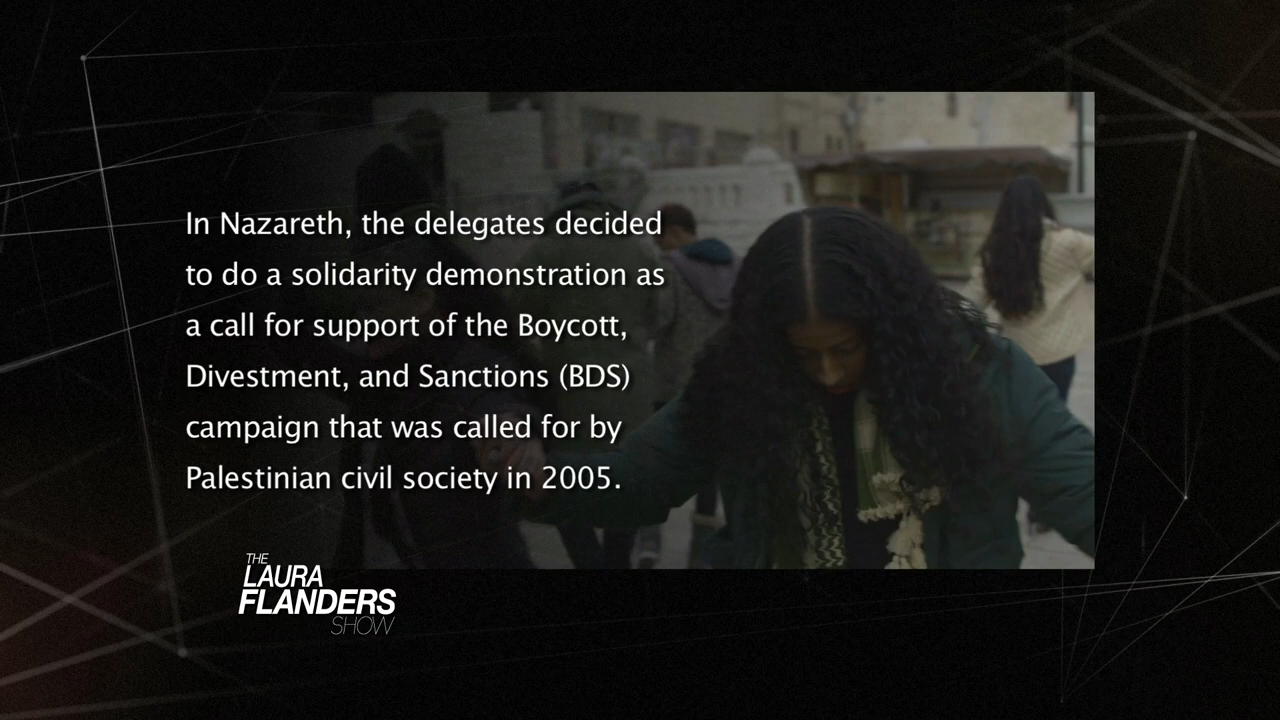 In Nazareth, the delegates decided
to do a solidarity demonstration as
a call for support of the Boycott,
Divestment, and Sanctions (BDS)
campaign that was called for by
Palestinian civil society in 2005.
THE
LAURA
FLANDERS
SHOW